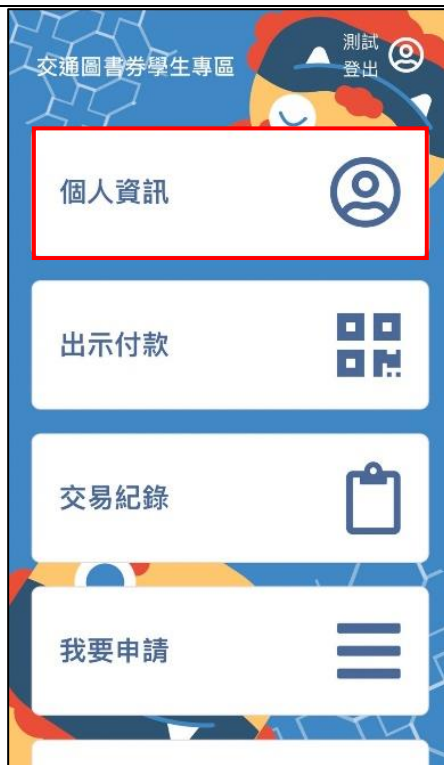 交通圖書券學生專區
測試
登出
個人資訊
出示付款
交易紀錄
我要申請